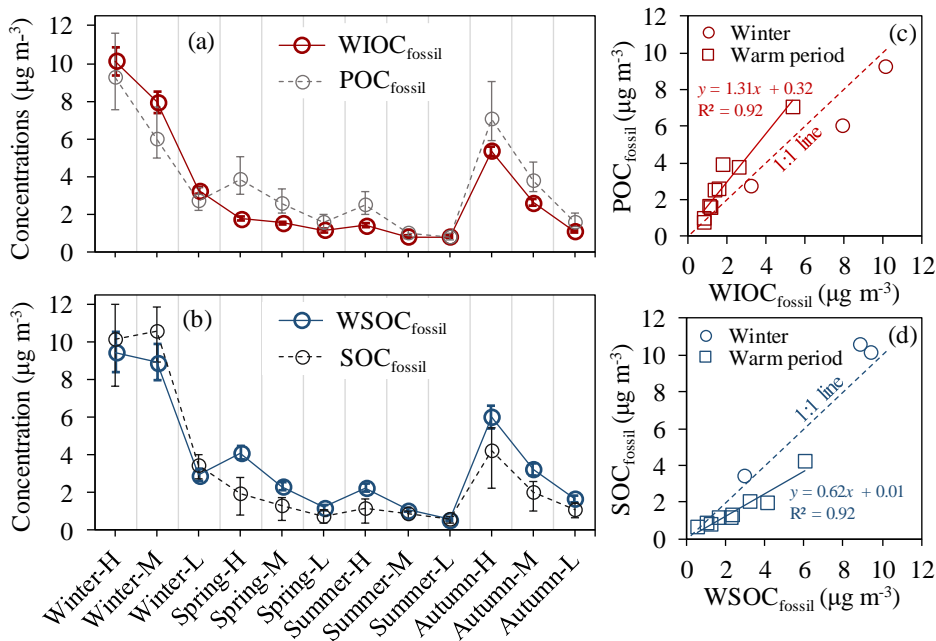 (a)
WIOC_fossil
POC_fossil
Concentrations (µg m-³)
12
10
8
6
4
2
0
(b)
WSOC_fossil
SOC_fossil
Concentration (µg m⁻³)
12
10
8
6
4
2
0
Winter-H
Winter-M
Winter-L
Spring-H
Spring-M
Spring-L
Summer-H
Summer-M
Summer-L
Autumn-H
Autumn-M
Autumn-L
(c)
Winter
Warm period
y = 1.31x + 0.32
R² = 0.92
1:1 line
POC_fossil (µg m⁻³)
12
10
8
6
4
2
0
0 2 4 6 8 10 12
WIOC_fossil (µg m⁻³)
(d)
Winter
Warm period
1:1 line
y = 0.62x + 0.01
R² = 0.92
SOC_fossil (µg m⁻³)
12
10
8
6
4
2
0
0 2 4 6 8 10 12
WSOC_fossil (µg m⁻³)